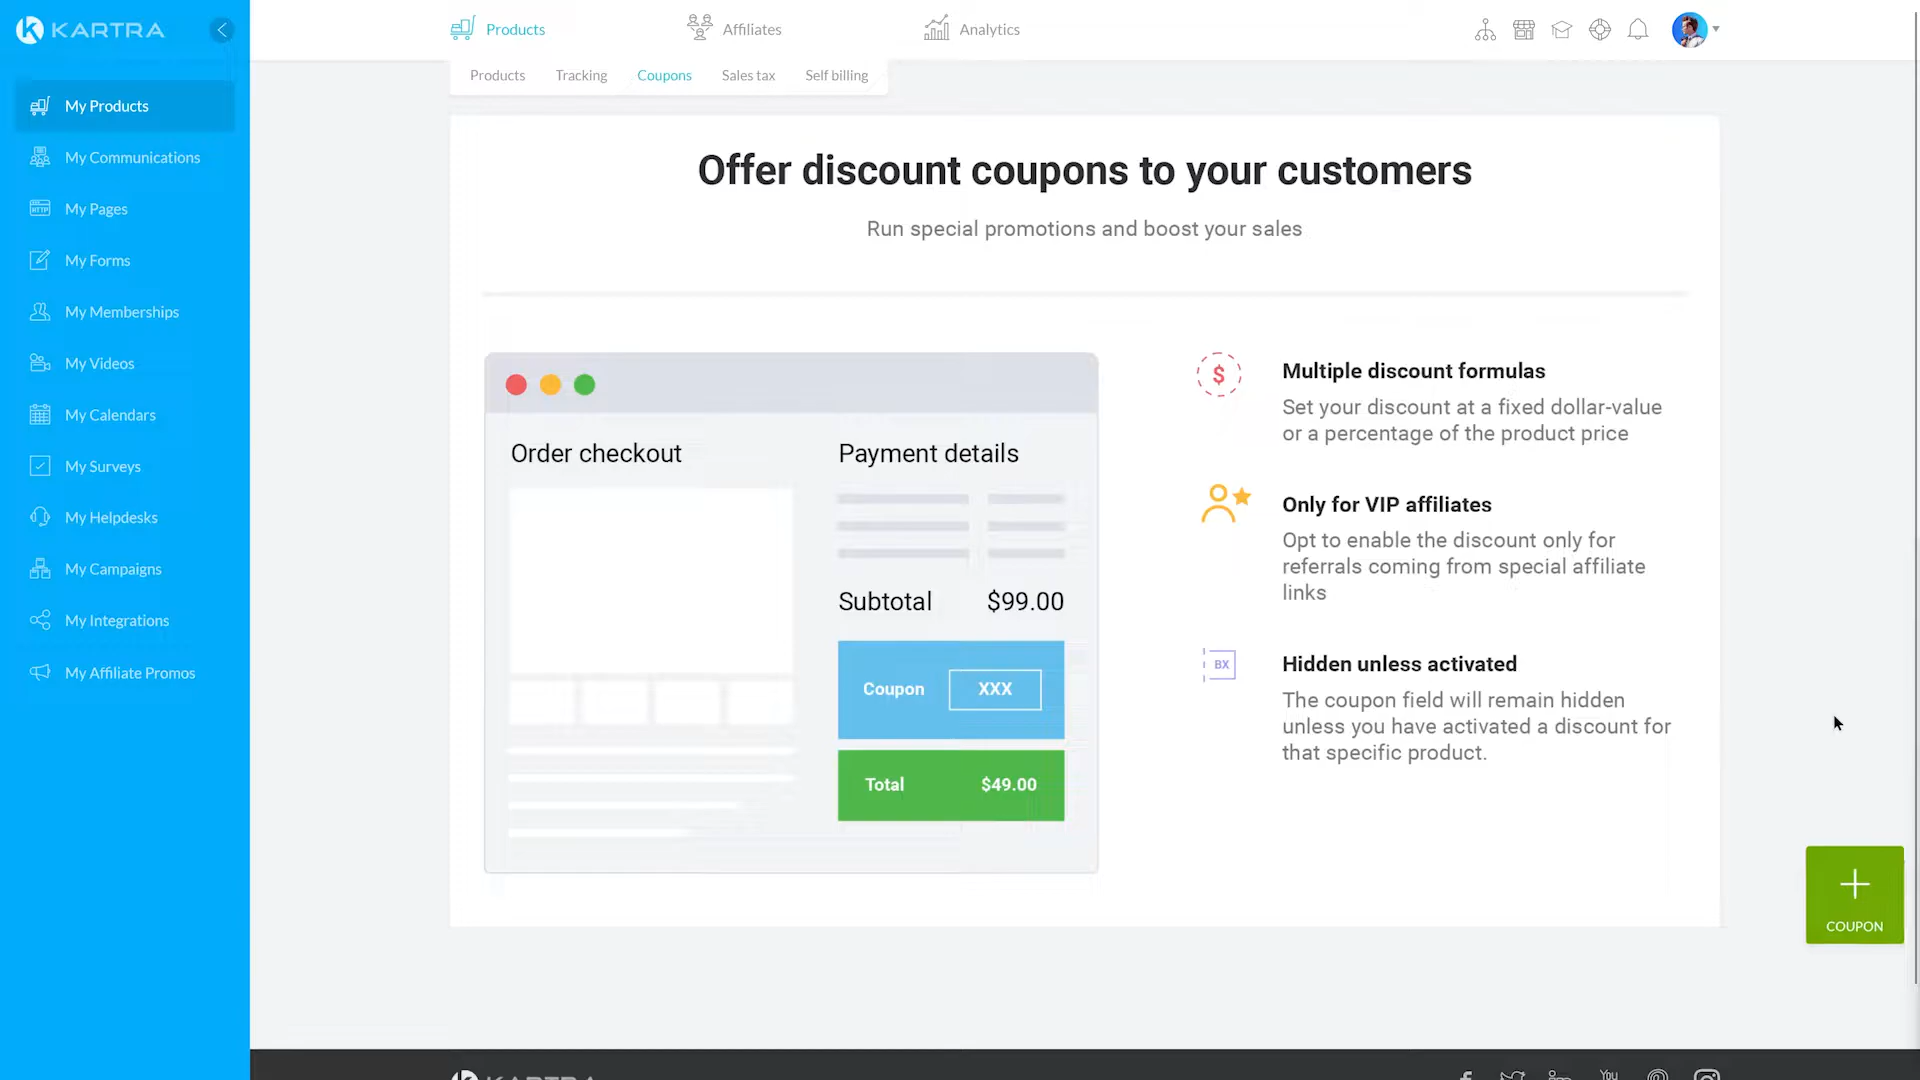 KARTRA
Products
Affiliates
Analytics
Products
Tracking
Coupons
Sales tax
Self billing
My Products
My Communications
My Pages
My Forms
My Memberships
My Videos
My Calendars
My Surveys
My Helpdesks
My Campaigns
My Integrations
My Affiliate Promos
Offer discount coupons to your customers
Run special promotions and boost your sales
Order checkout
Payment details
Subtotal $99.00
Coupon XXX
Total $49.00
$
Multiple discount formulas
Set your discount at a fixed dollar-value
or a percentage of the product price
Only for VIP affiliates
Opt to enable the discount only for
referrals coming from special affiliate
links
BX
Hidden unless activated
The coupon field will remain hidden
unless you have activated a discount for
that specific product.
+
COUPON
KARTRA
You